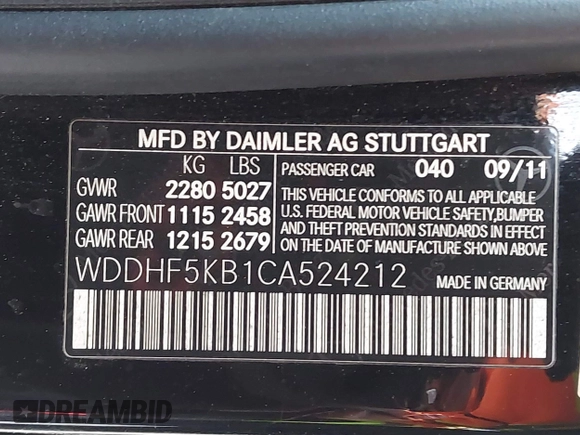 MFD BY DAIMLER AG STUTTGART
KG LBS PASSENGER CAR 040 09/11
GVWR 2280 5027
GAWR FRONT 1115 2458
GAWR REAR 1215 2679
THIS VEHICLE CONFORMS TO ALL APPLICABLE
U.S. FEDERAL MOTOR VEHICLE SAFETY,BUMPER
AND THEFT PREVENTION STANDARDS IN EFFECT
ON THE DATE OF MANUFACTURE SHOWN ABOVE.
WDDHF5KB1CA524212
MADE IN GERMANY
DREAMBID